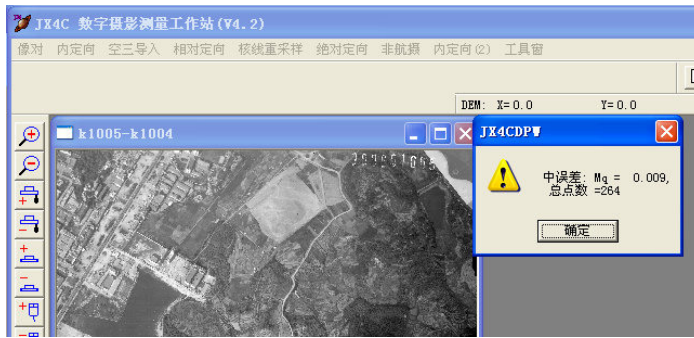 JX4C 数字摄影测量工作站(V4.2)
像对 内定向 空三导入 相对定向 核线重采样 绝对定向 非航摄 内定向(2) 工具窗
DEM: X=0.0 Y=0.0
k1005-k1004
JX4CDPW
中误差: Mq = 0.009,
总点数 =264
确定